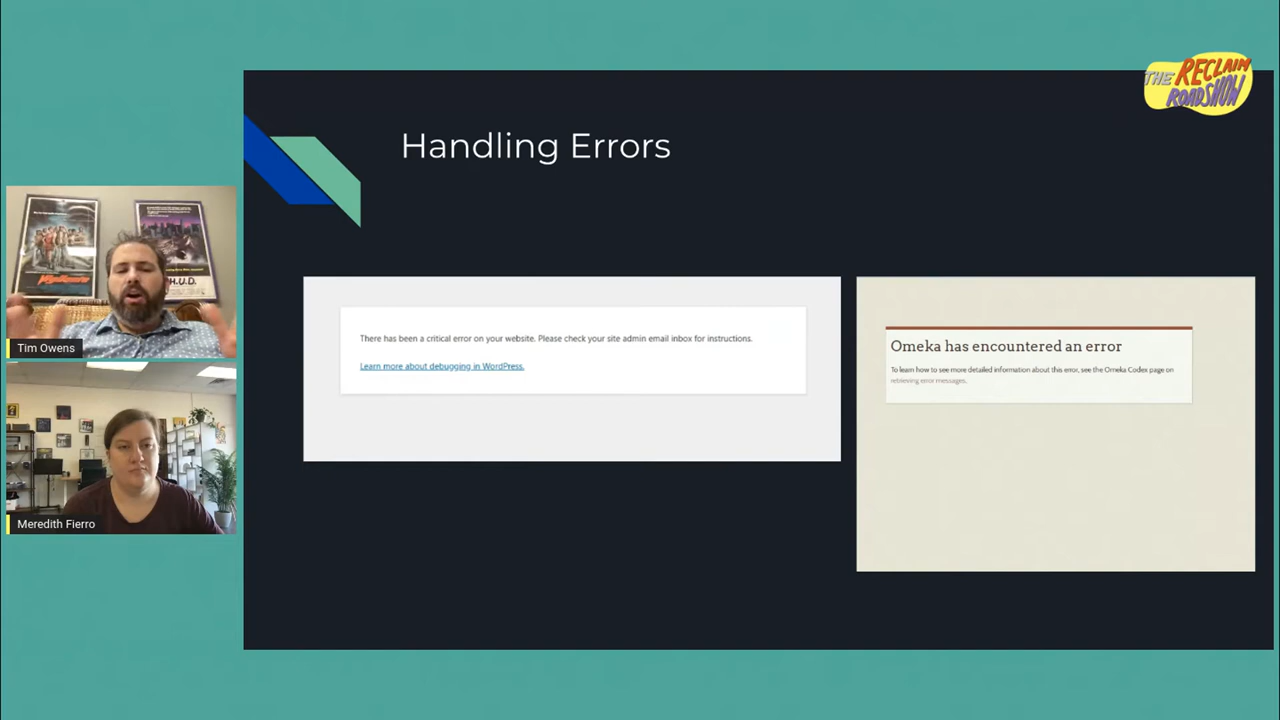 THE RECLAIM
ROADSHOW
Handling Errors
There has been a critical error on your website. Please check your site admin email inbox for instructions.
Learn more about debugging in WordPress.
Omeka has encountered an error
To learn how to see more detailed information about this error, see the Omeka Codex page on
retrieving error messages.
H.U.D.
Tim Owens
Meredith Fierro